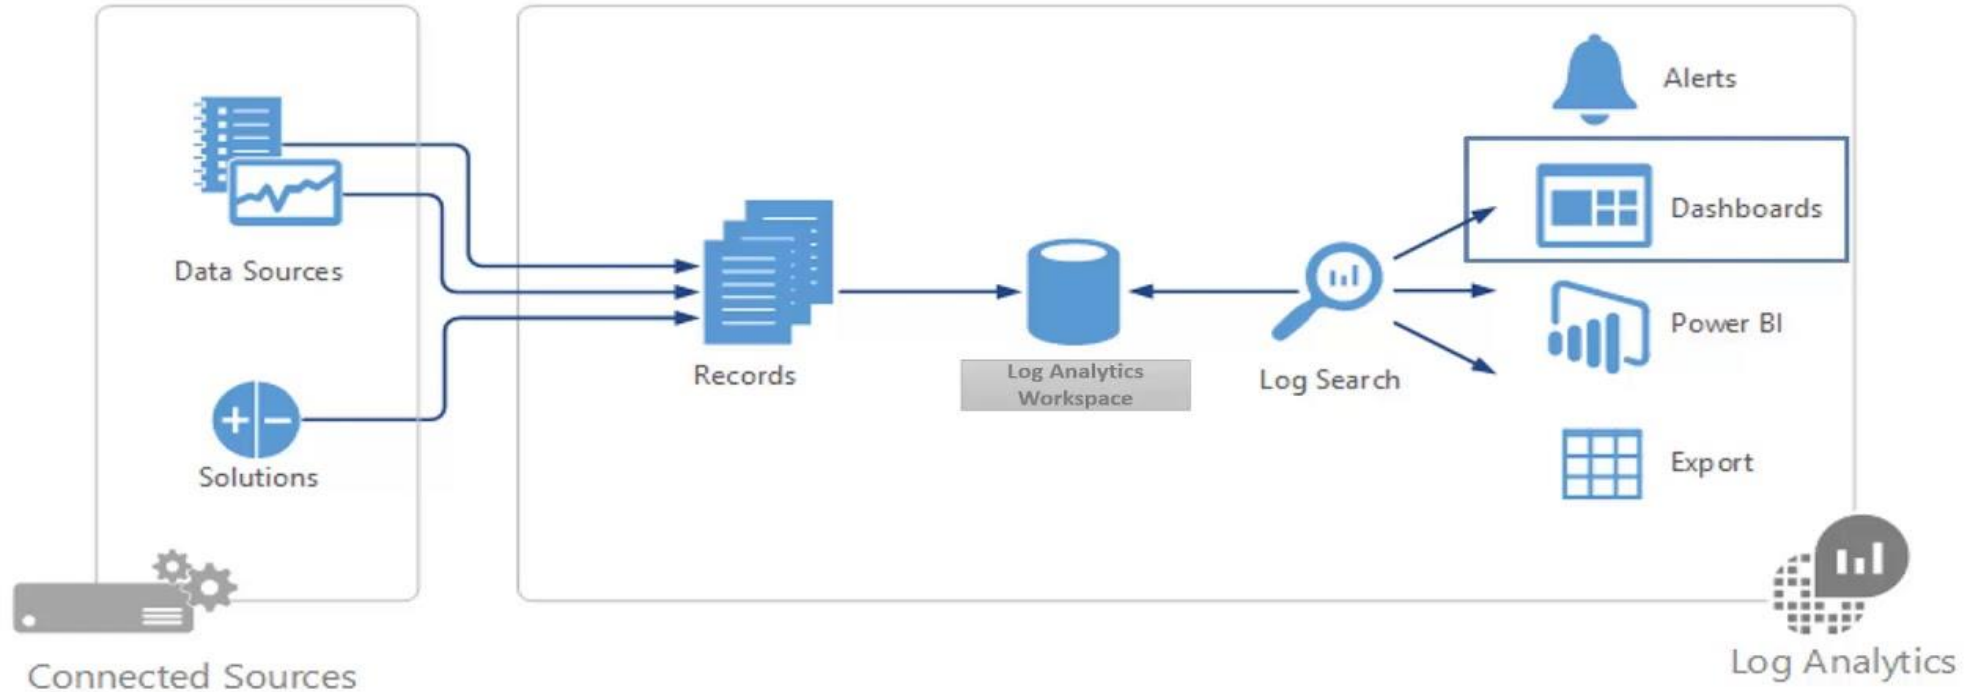 Data Sources
Solutions
Connected Sources
Records
Log Analytics
Workspace
Log Search
Alerts
Dashboards
Power BI
Export
Log Analytics